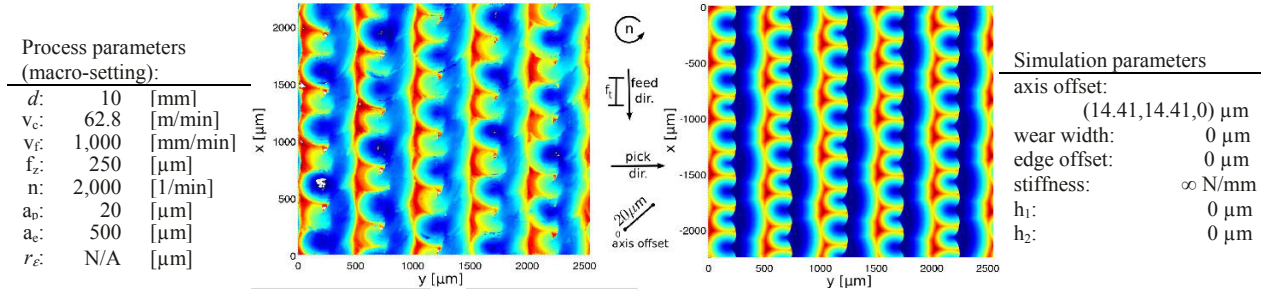 Process parameters
(macro-setting):
d: 10 [mm]
vc: 62.8 [m/min]
vf: 1,000 [mm/min]
fz: 250 [µm]
n: 2,000 [1/min]
ap: 20 [µm]
ae: 500 [µm]
rε: N/A [µm]
2000
1500
1000
500
0
x [µm]
0 500 1000 1500 2000 2500
y [µm]
n
ft
feed
dir.
pick
dir.
20µm
0
axis offset
0
-500
-1000
-1500
-2000
x [µm]
0 500 1000 1500 2000 2500
y [µm]
Simulation parameters
axis offset:
(14.41,14.41,0) µm
wear width: 0 µm
edge offset: 0 µm
stiffness: ∞ N/mm
h1: 0 µm
h2: 0 µm